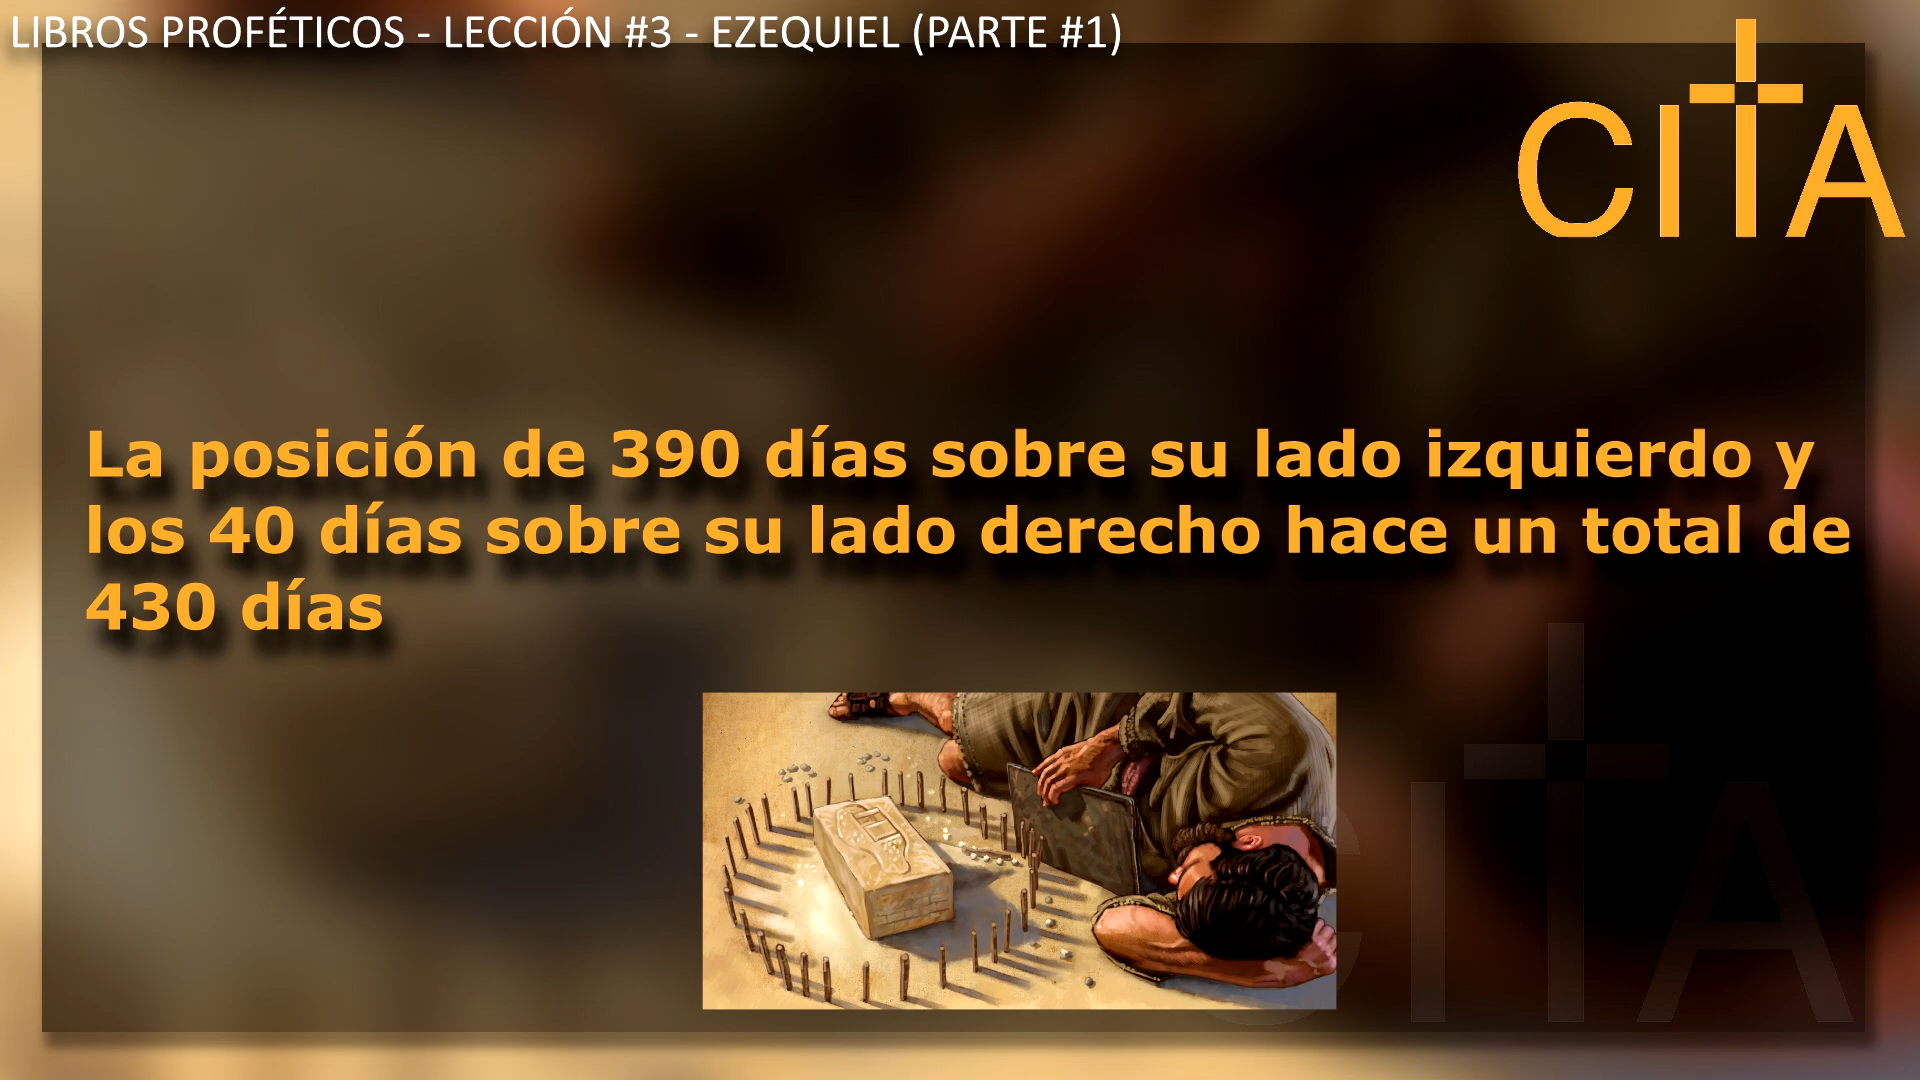 LIBROS PROFÉTICOS - LECCIÓN #3 - EZEQUIEL (PARTE #1)
CITA
La posición de 390 días sobre su lado izquierdo y
los 40 días sobre su lado derecho hace un total de
430 días
CITA